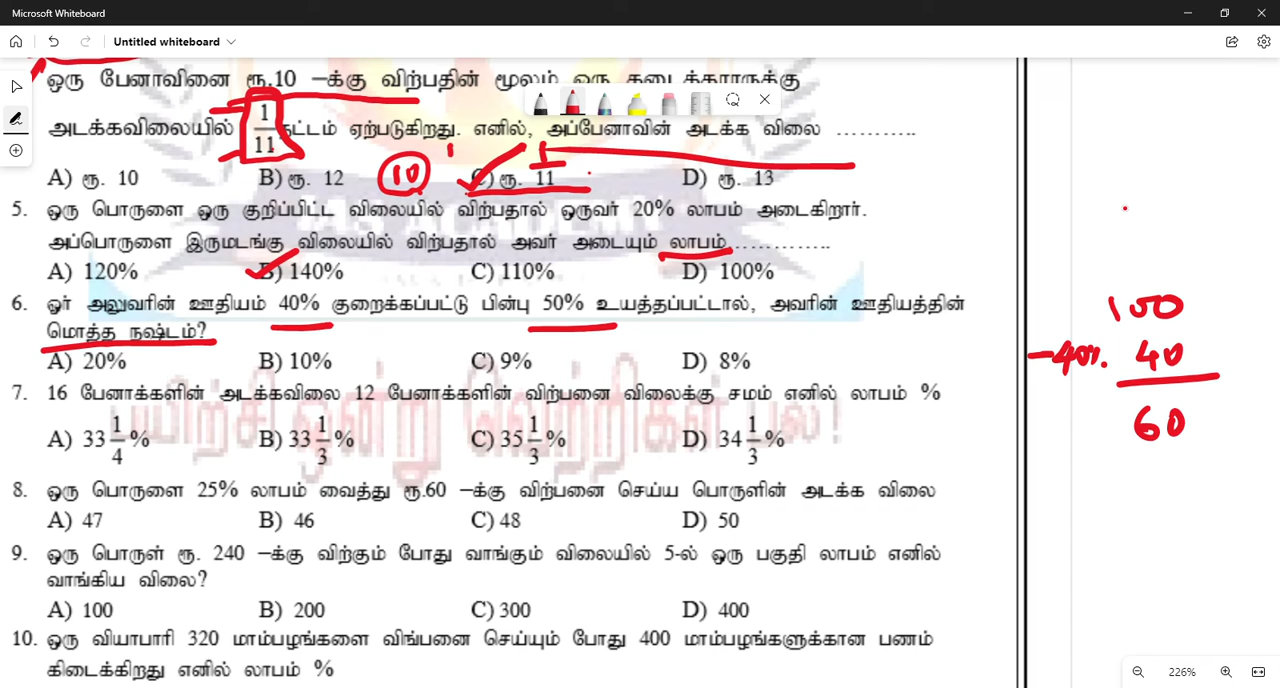 Microsoft Whiteboard
Untitled whiteboard
ஒரு பேனாவினை ரூ.10 –க்கு விற்பதின் மூலம் ஒரு கடைக்காரருக்கு
அடக்கவிலையில் 1/11 நட்டம் ஏற்படுகிறது. எனில், அப்பேனாவின் அடக்க விலை ………..
A) ரூ. 10 B) ரூ. 12 10 C) ரூ. 11 D) ரூ. 13
5. ஒரு பொருளை ஒரு குறிப்பிட்ட விலையில் விற்பதால் ஒருவர் 20% லாபம் அடைகிறார்.
அப்பொருளை இருமடங்கு விலையில் விற்பதால் அவர் அடையும் லாபம்………….
A) 120% B) 140% C) 110% D) 100%
6. ஓர் அலுவரின் ஊதியம் 40% குறைக்கப்பட்டு பின்பு 50% உயத்தப்பட்டால், அவரின் ஊதியத்தின்
மொத்த நஷ்டம்?
A) 20% B) 10% C) 9% D) 8%
7. 16 பேனாக்களின் அடக்கவிலை 12 பேனாக்களின் விற்பனை விலைக்கு சமம் எனில் லாபம் %
A) 33 1/4 % B) 33 1/3 % C) 35 1/3 % D) 34 1/3 %
8. ஒரு பொருளை 25% லாபம் வைத்து ரூ.60 –க்கு விற்பனை செய்ய பொருளின் அடக்க விலை
A) 47 B) 46 C) 48 D) 50
9. ஒரு பொருள் ரூ. 240 –க்கு விற்கும் போது வாங்கும் விலையில் 5-ல் ஒரு பகுதி லாபம் எனில்
வாங்கிய விலை?
A) 100 B) 200 C) 300 D) 400
10. ஒரு வியாபாரி 320 மாம்பழங்களை விங்பனை செய்யும் போது 400 மாம்பழங்களுக்கான பணம்
கிடைக்கிறது எனில் லாபம் %
பயிற்சி ஒன்று வெற்றிகள் பல!
IAS ACADEMY
100
-40%. 40
60
226%